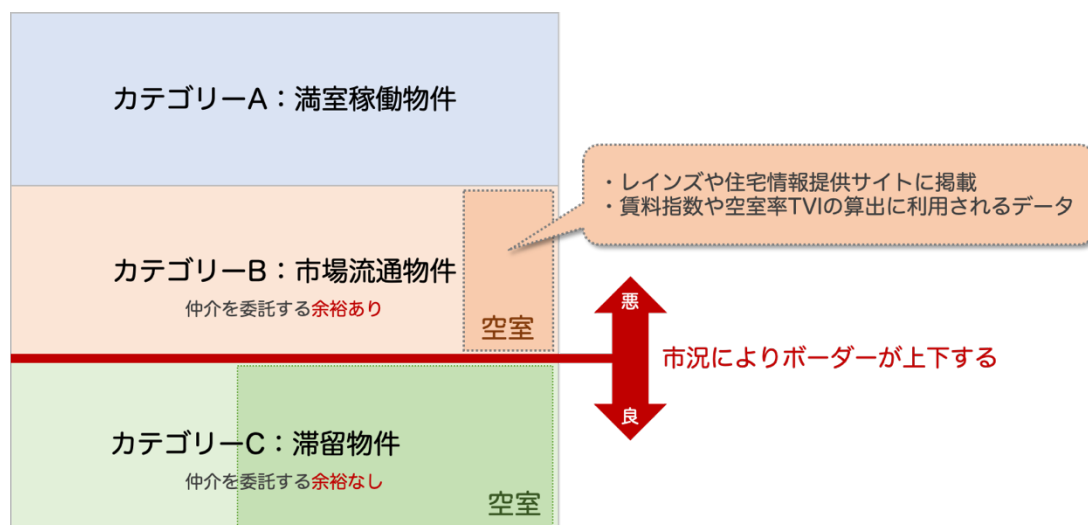 カテゴリーA：満室稼働物件
・レインズや住宅情報提供サイトに掲載
・賃料指数や空室率TVIの算出に利用されるデータ
カテゴリーB：市場流通物件
仲介を委託する余裕あり
空室
悪
市況によりボーダーが上下する
良
カテゴリーC：滞留物件
仲介を委託する余裕なし
空室